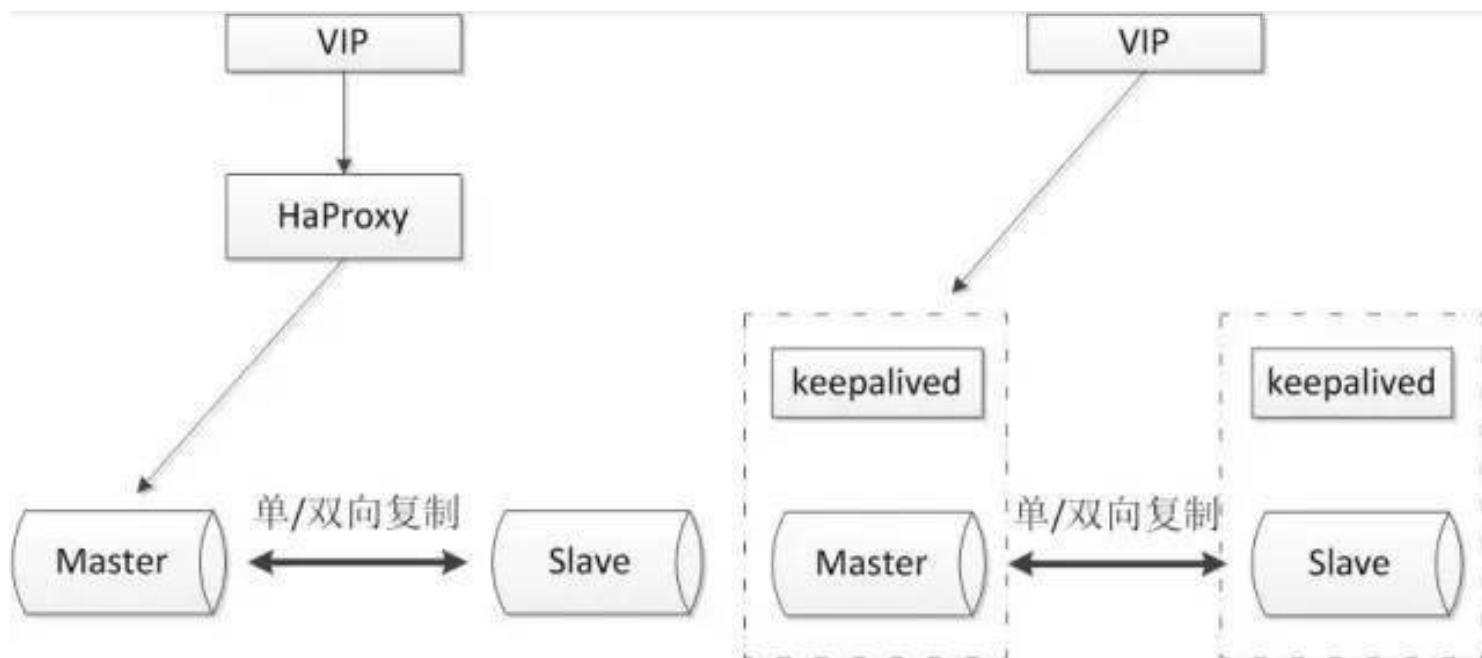 VIP
HaProxy
单/双向复制
Master
Slave
VIP
keepalived
keepalived
单/双向复制
Master
Slave